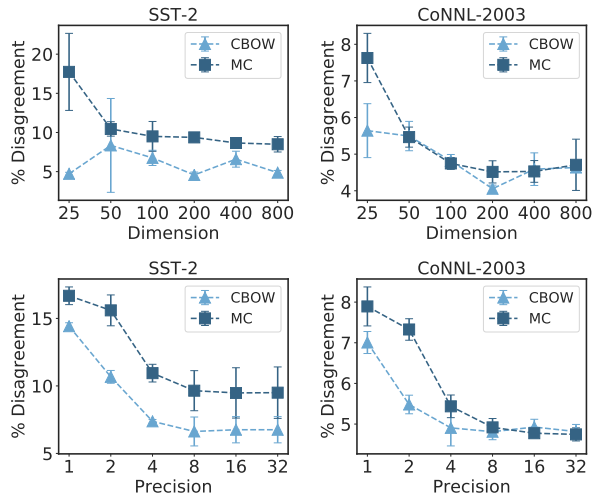 SST-2
% Disagreement
20
15
10
5
CBOW
MC
25 50 100 200 400 800
Dimension
CoNNL-2003
% Disagreement
8
7
6
5
4
CBOW
MC
25 50 100 200 400 800
Dimension
SST-2
% Disagreement
15
10
5
CBOW
MC
1 2 4 8 16 32
Precision
CoNNL-2003
% Disagreement
8
7
6
5
CBOW
MC
1 2 4 8 16 32
Precision